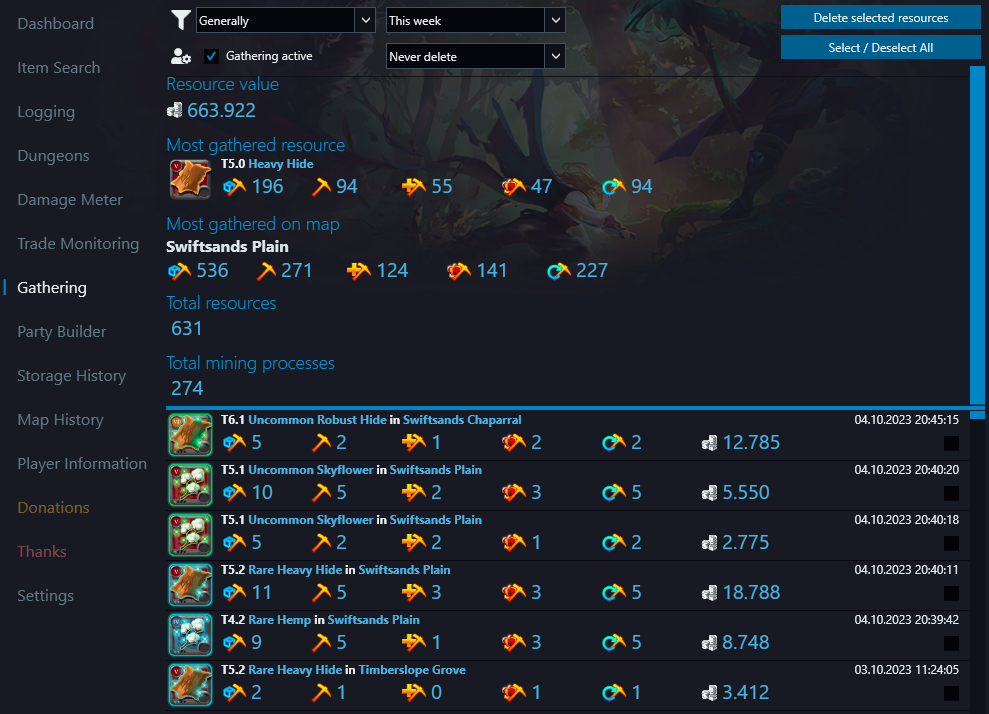 Dashboard
Item Search
Logging
Dungeons
Damage Meter
Trade Monitoring
Gathering
Party Builder
Storage History
Map History
Player Information
Donations
Thanks
Settings
Generally
This week
Gathering active
Never delete
Delete selected resources
Select / Deselect All
Resource value
663.922
Most gathered resource
V
T5.0 Heavy Hide
196 94 55 47 94
Most gathered on map
Swiftsands Plain
536 271 124 141 227
Total resources
631
Total mining processes
274
VI
T6.1 Uncommon Robust Hide in Swiftsands Chaparral 04.10.2023 20:45:15
5 2 1 2 2 12.785
V
T5.1 Uncommon Skyflower in Swiftsands Plain 04.10.2023 20:40:20
10 5 2 3 5 5.550
V
T5.1 Uncommon Skyflower in Swiftsands Plain 04.10.2023 20:40:18
5 2 2 1 2 2.775
V
T5.2 Rare Heavy Hide in Swiftsands Plain 04.10.2023 20:40:11
11 5 3 3 5 18.788
IV
T4.2 Rare Hemp in Swiftsands Plain 04.10.2023 20:39:42
9 5 1 3 5 8.748
V
T5.2 Rare Heavy Hide in Timberslope Grove 03.10.2023 11:24:05
2 1 0 1 1 3.412